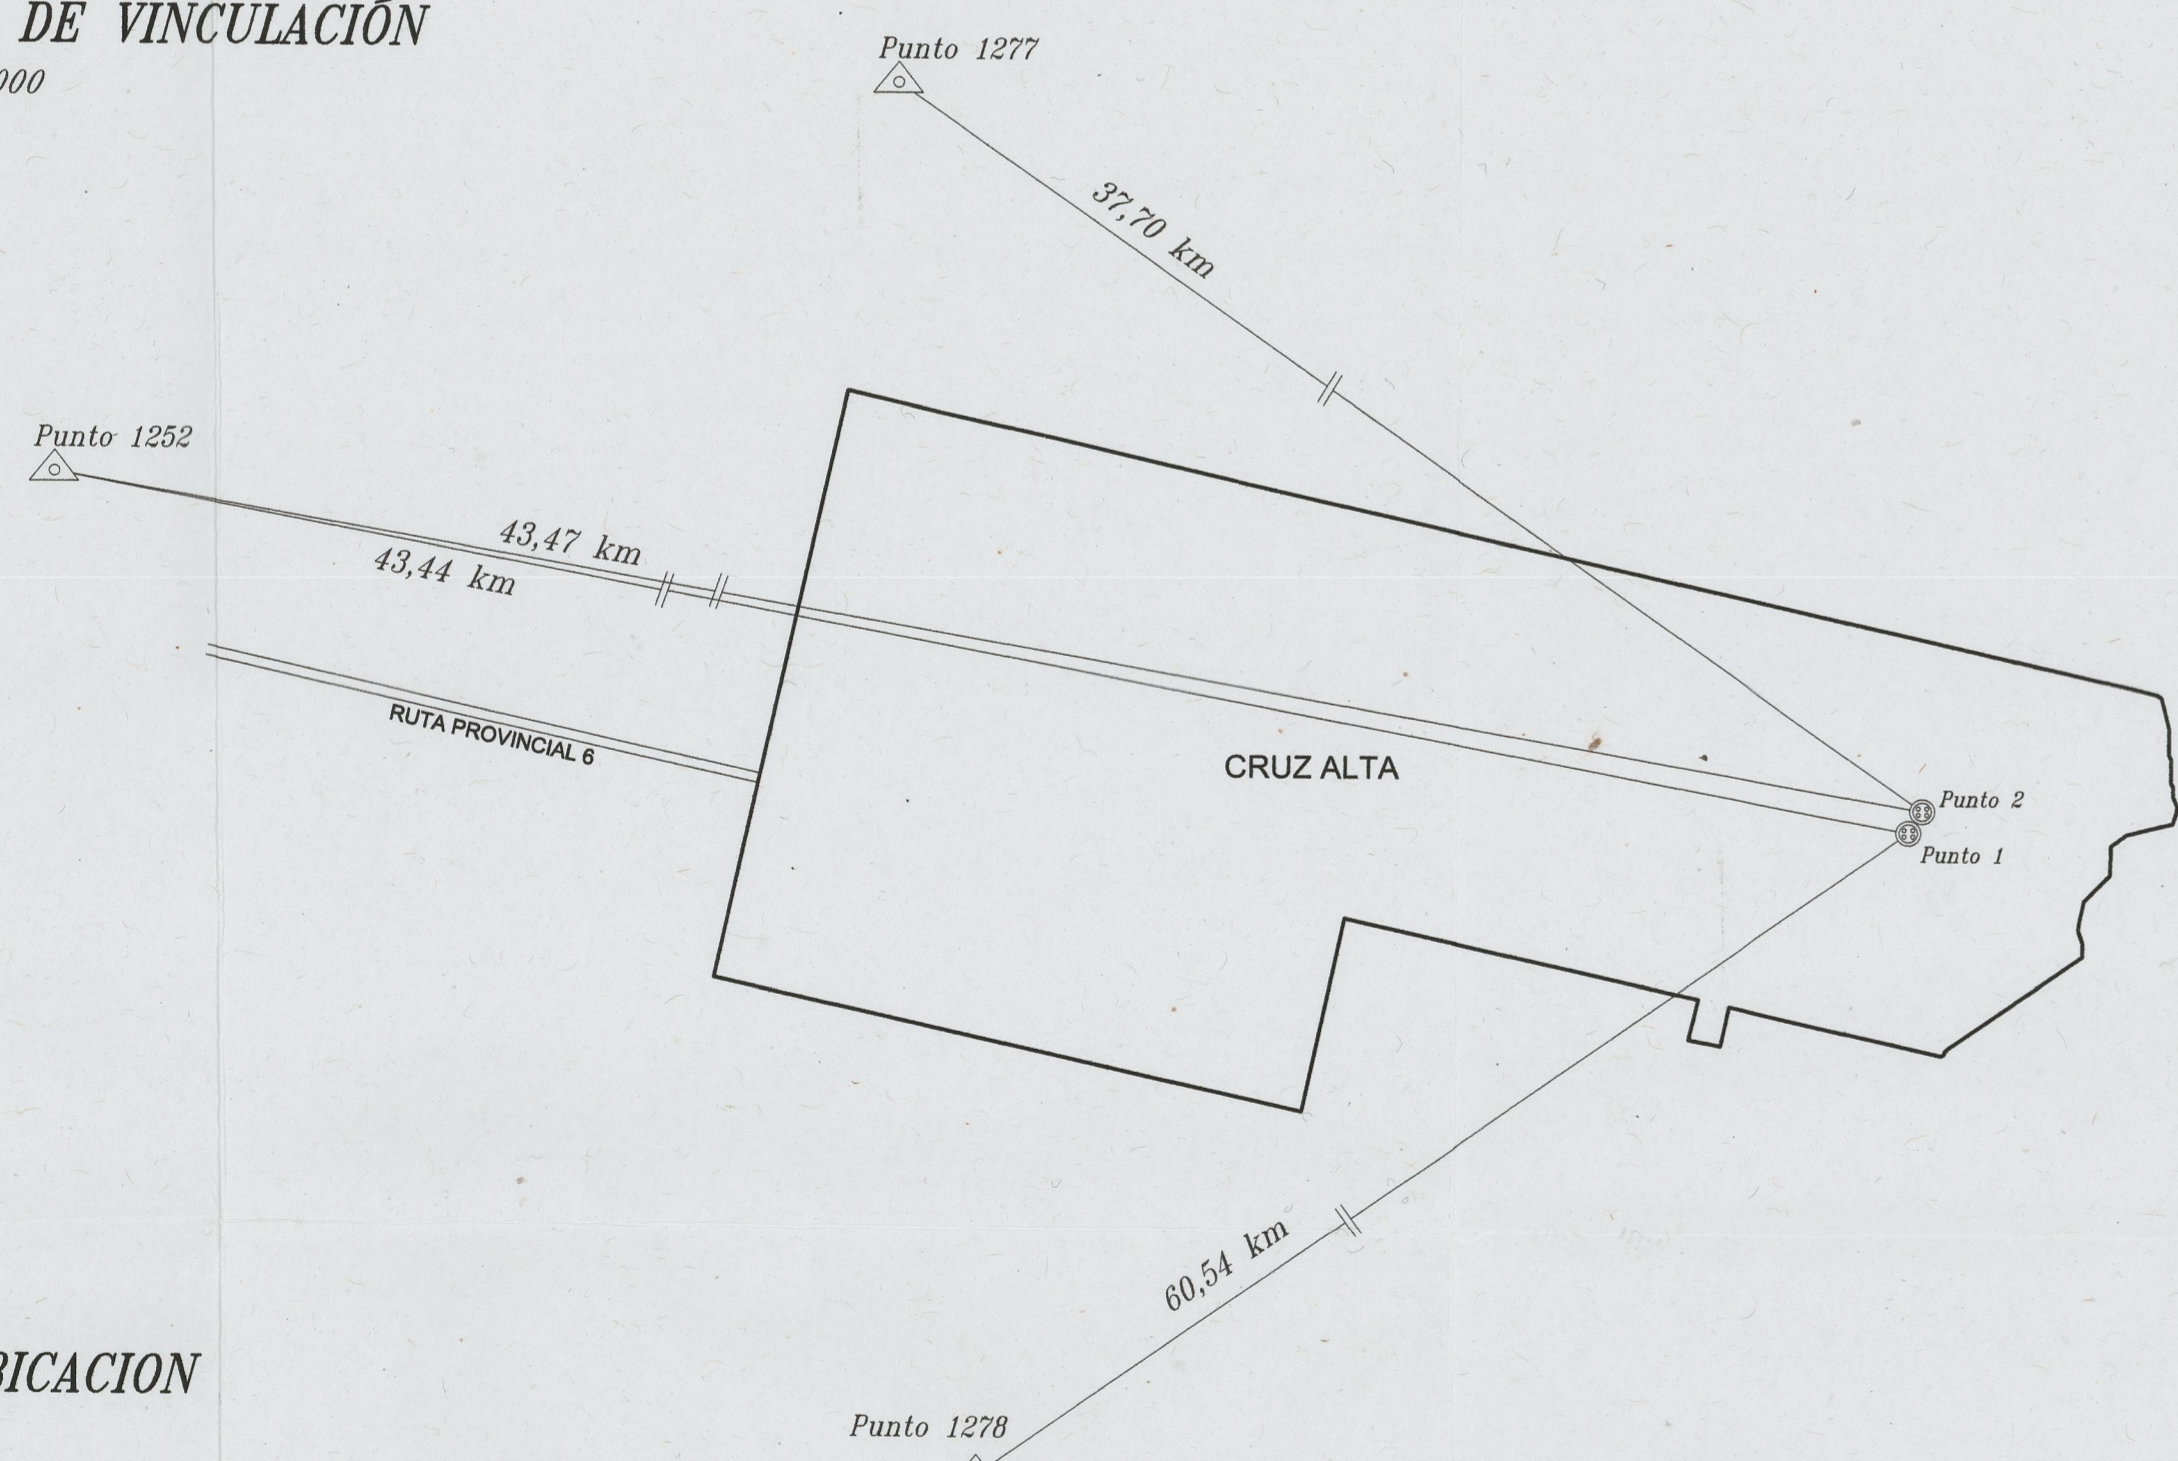 DE VINCULACIÓN
000
Punto 1277
37,70 km
Punto 1252
43,47 km
43,44 km
RUTA PROVINCIAL 6
CRUZ ALTA
Punto 2
Punto 1
60,54 km
BICACION
Punto 1278